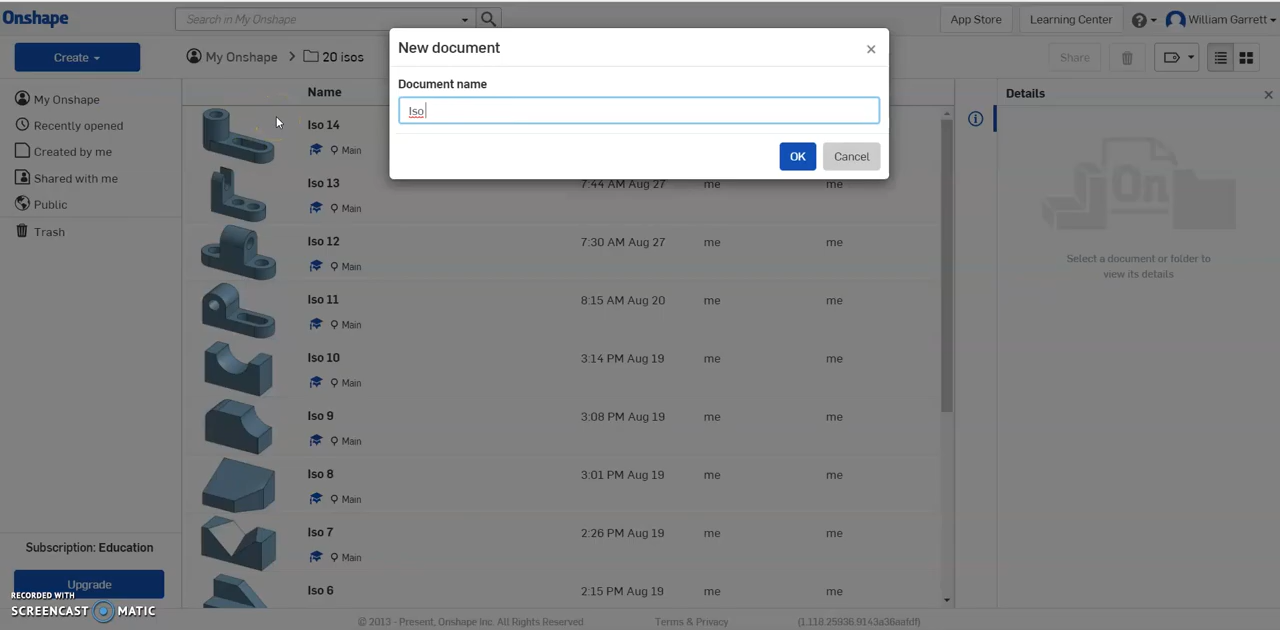 Onshape
Search in My Onshape
App Store
Learning Center
William Garrett
Create
My Onshape
20 isos
Share
New document
Document name
Iso
OK
Cancel
My Onshape
Recently opened
Created by me
Shared with me
Public
Trash
Name
Iso 14
Main
Iso 13
7:44 AM Aug 27 me me
Main
Iso 12
7:30 AM Aug 27 me me
Main
Iso 11
8:15 AM Aug 20 me me
Main
Iso 10
3:14 PM Aug 19 me me
Main
Iso 9
3:08 PM Aug 19 me me
Main
Iso 8
3:01 PM Aug 19 me me
Main
Iso 7
2:26 PM Aug 19 me me
Main
Iso 6
2:15 PM Aug 19 me me
Details
On
Select a document or folder to
view its details
Subscription: Education
Upgrade
RECORDED WITH
SCREENCAST MATIC
© 2013 - Present, Onshape Inc. All Rights Reserved
Terms & Privacy
(1.118.25936.9143a36aafdf)